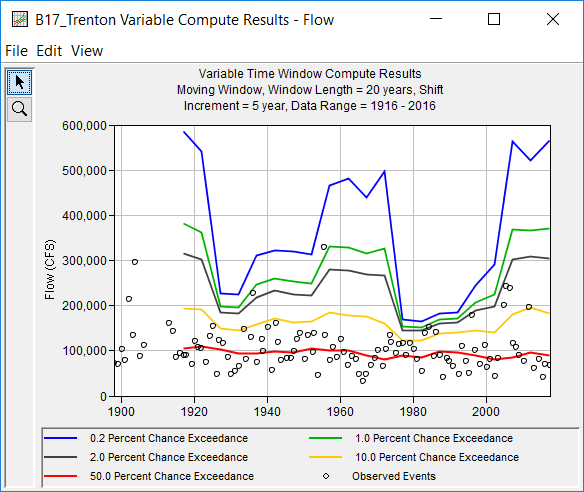 B17_Trenton Variable Compute Results - Flow
File Edit View
Variable Time Window Compute Results
Moving Window, Window Length = 20 years, Shift
Increment = 5 year, Data Range = 1916 - 2016
600,000
500,000
400,000
300,000
200,000
100,000
0
Flow (CFS)
1900 1920 1940 1960 1980 2000
0.2 Percent Chance Exceedance 1.0 Percent Chance Exceedance
2.0 Percent Chance Exceedance 10.0 Percent Chance Exceedance
50.0 Percent Chance Exceedance Observed Events